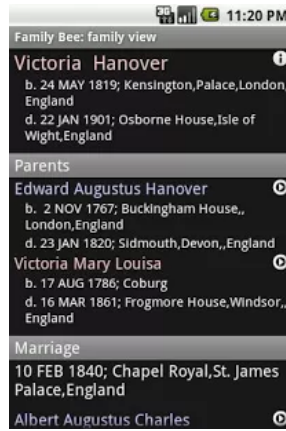 3G 11:20 PM
Family Bee: family view
Victoria Hanover
b. 24 MAY 1819; Kensington,Palace,London,
England
d. 22 JAN 1901; Osborne House,Isle of
Wight,England
Parents
Edward Augustus Hanover
b. 2 NOV 1767; Buckingham House,,
London,England
d. 23 JAN 1820; Sidmouth,Devon,,England
Victoria Mary Louisa
b. 17 AUG 1786; Coburg
d. 16 MAR 1861; Frogmore House,Windsor,,
England
Marriage
10 FEB 1840; Chapel Royal,St. James
Palace,England
Albert Augustus Charles